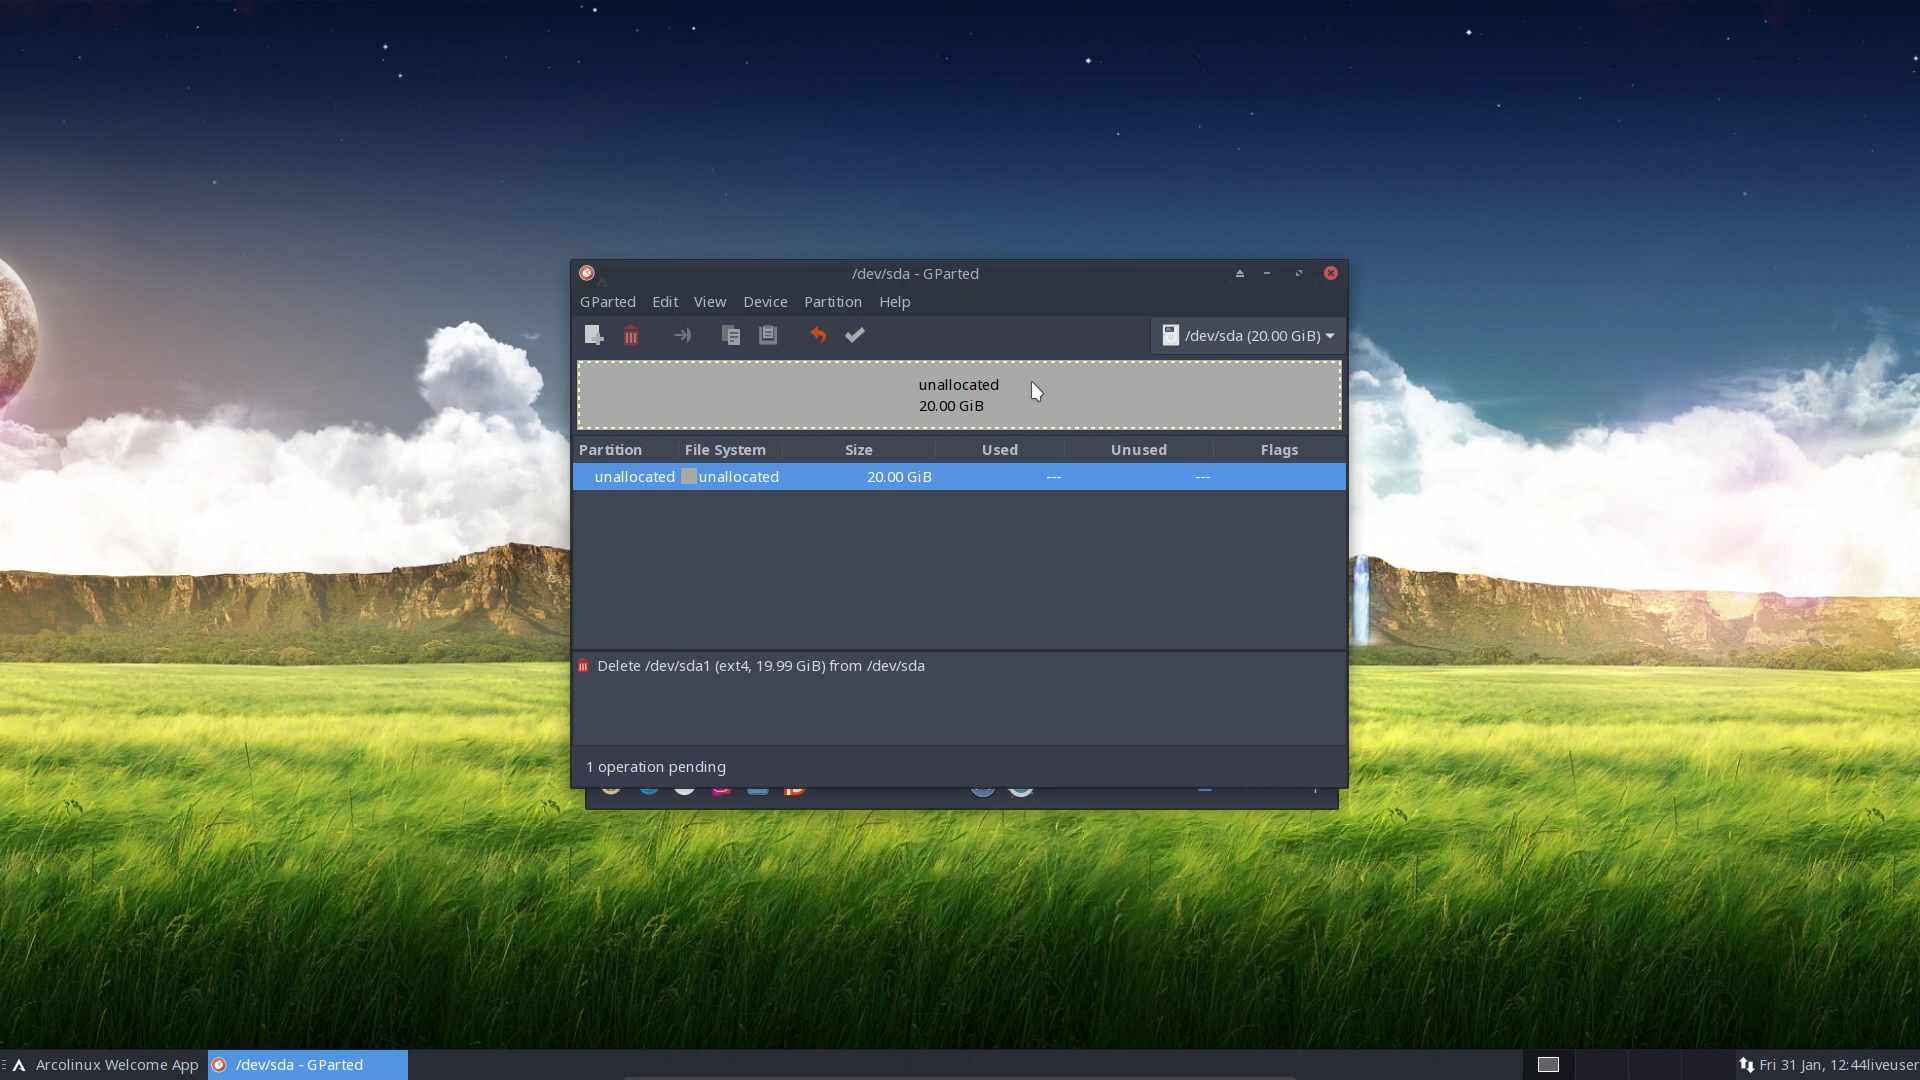 /dev/sda - GParted
GParted Edit View Device Partition Help
/dev/sda (20.00 GiB)
unallocated
20.00 GiB
Partition File System Size Used Unused Flags
unallocated unallocated 20.00 GiB --- ---
Delete /dev/sda1 (ext4, 19.99 GiB) from /dev/sda
1 operation pending
Arcolinux Welcome App /dev/sda - GParted Fri 31 Jan, 12:44liveuser